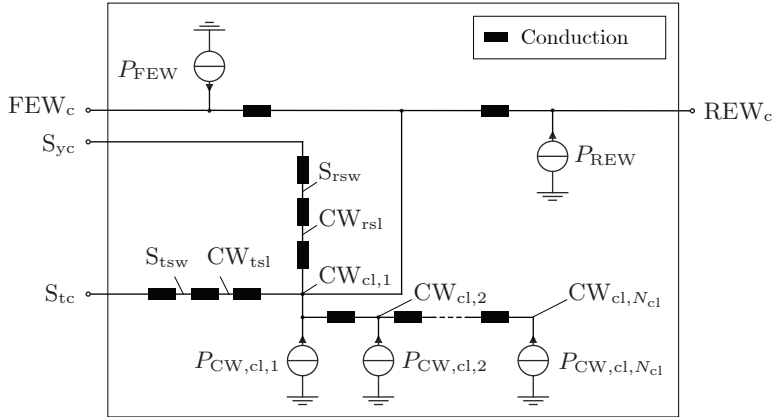 Conduction
P_FEW
FEW_c
REW_c
S_yc
P_REW
S_rsw
CW_rsl
S_tsw
CW_tsl
CW_cl,1
S_tc
CW_cl,2
CW_cl,N_cl
P_CW,cl,1
P_CW,cl,2
P_CW,cl,N_cl